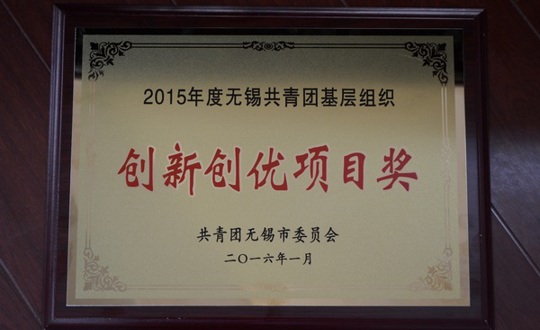 2015年度无锡共青团基层组织
创新创优项目奖
共青团无锡市委员会
二〇一六年一月